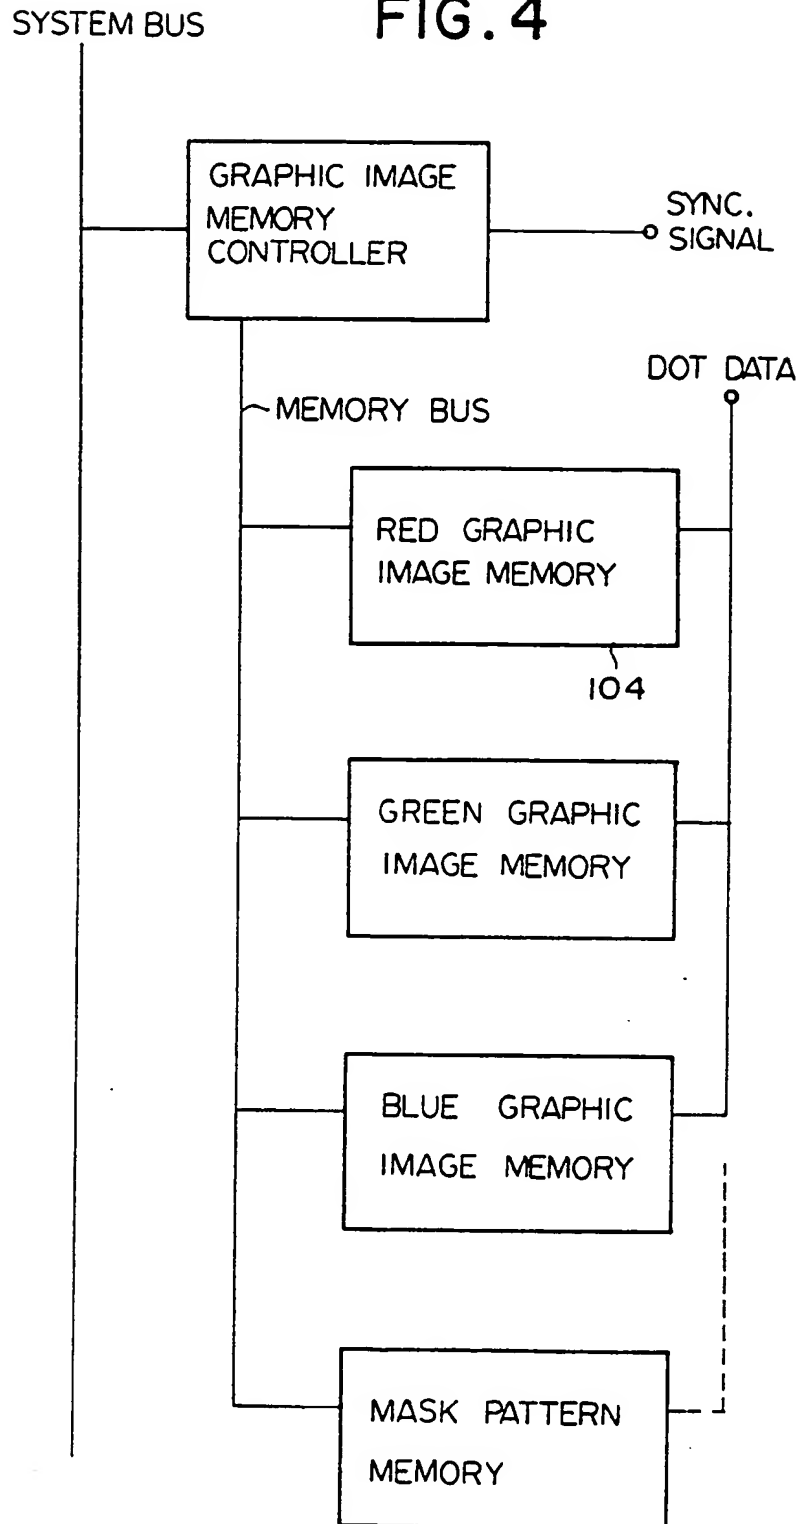 SYSTEM BUS
FIG. 4
GRAPHIC IMAGE
MEMORY
CONTROLLER
SYNC.
SIGNAL
DOT DATA
MEMORY BUS
RED GRAPHIC
IMAGE MEMORY
104
GREEN GRAPHIC
IMAGE MEMORY
BLUE GRAPHIC
IMAGE MEMORY
MASK PATTERN
MEMORY